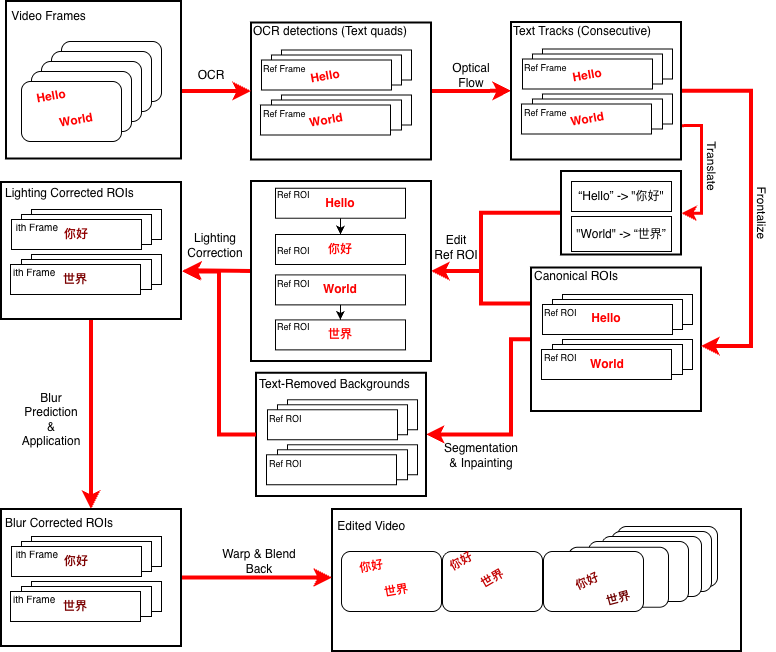 Video Frames
Hello
World
OCR
OCR detections (Text quads)
Ref Frame
Hello
Ref Frame
World
Optical
Flow
Text Tracks (Consecutive)
Ref Frame
Hello
Ref Frame
World
Translate
Frontalize
“Hello” -> "你好"
"World" -> “世界”
Canonical ROIs
Ref ROI
Hello
Ref ROI
World
Edit
Ref ROI
Ref ROI
Hello
Ref ROI
你好
Ref ROI
World
Ref ROI
世界
Segmentation
& Inpainting
Text-Removed Backgrounds
Ref ROI
Ref ROI
Lighting
Correction
Lighting Corrected ROIs
ith Frame
你好
ith Frame
世界
Blur
Prediction
&
Application
Blur Corrected ROIs
ith Frame
你好
ith Frame
世界
Warp & Blend
Back
Edited Video
你好
世界
你好
世界
你好
世界